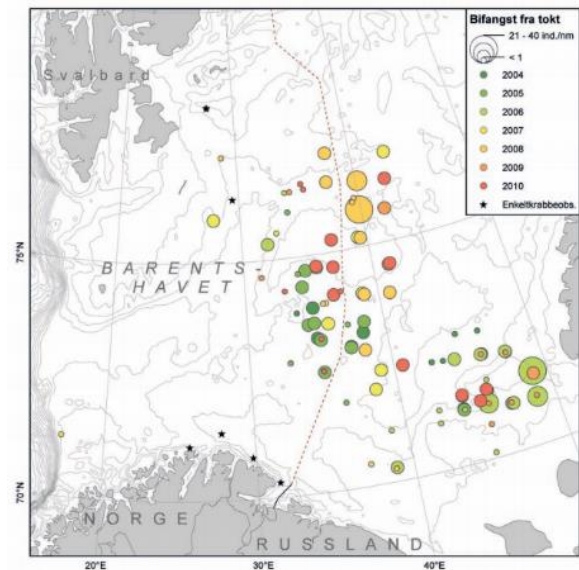 Bifangst fra tokt
21 - 40 ind./nm
< 1
2004
2005
2006
2007
2008
2009
2010
Enkeltkrabbeobs.
Svalbard
75°N
BARENTS-
HAVET
70°N
NORGE
RUSSLAND
20°E
30°E
40°E